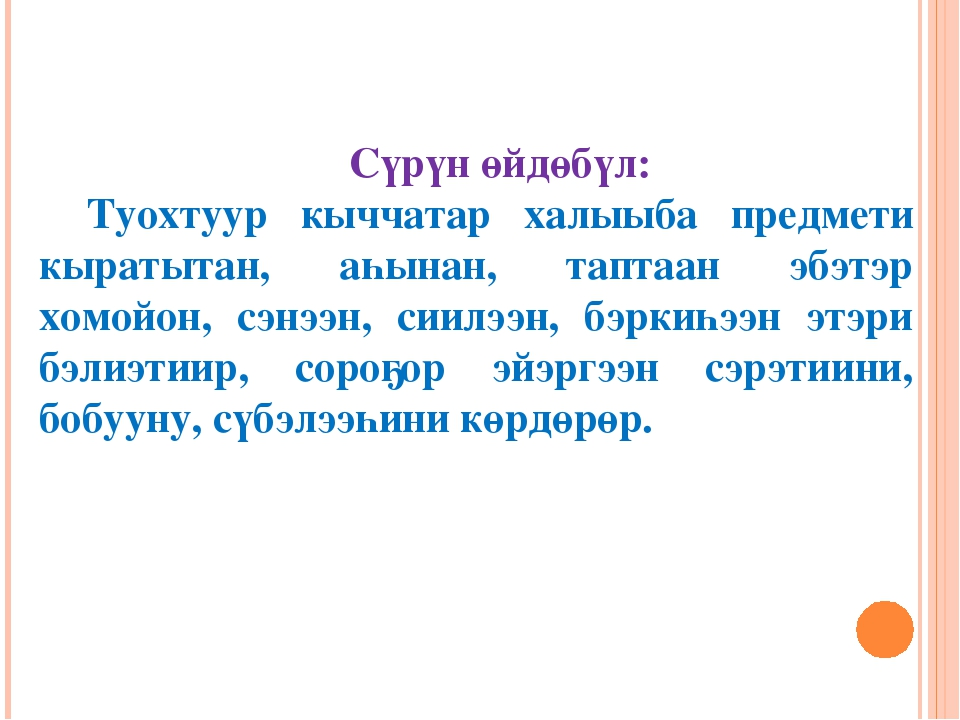 Сүрүн өйдөбүл:
Туохтуур кыччатар халыыба предмети
кыратытан, аһынан, таптаан эбэтэр
хомойон, сэнээн, сиилээн, бэркиһээн этэри
бэлиэтиир, сороҕор эйэргээн сэрэтиини,
бобууну, сүбэлээһини көрдөрөр.